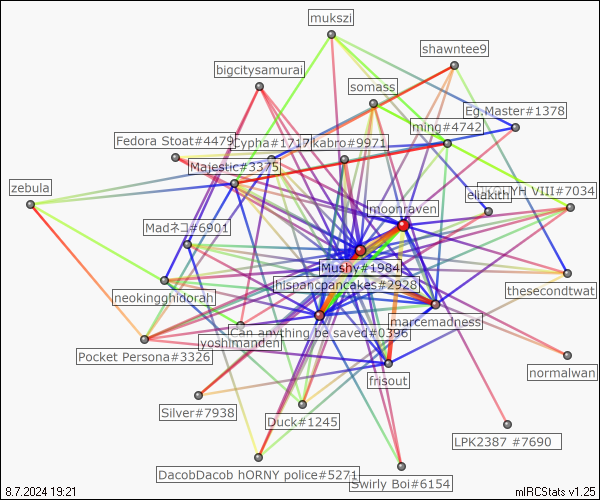 mukszi
shawntee9
bigcitysamurai
somass
Eg.Master#1378
ming#4742
Fedora Stoat#4479
Cypha#1717
kabro#9971
Majestic#3375
zebula
eliakith
YH VIII#7034
moonraven
Madネコ#6901
Mushy#1984
hispanicpancakes#2928
thesecondtwat
neokingghidorah
marcemadness
Can anything be saved#0396
yoshimanden
Pocket Persona#3326
normalwan
frisout
Silver#7938
Duck#1245
LPK2387 #7690
DacobDacob hORNY police#5271
Swirly Boi#6154
8.7.2024 19:21
mIRCStats v1.25